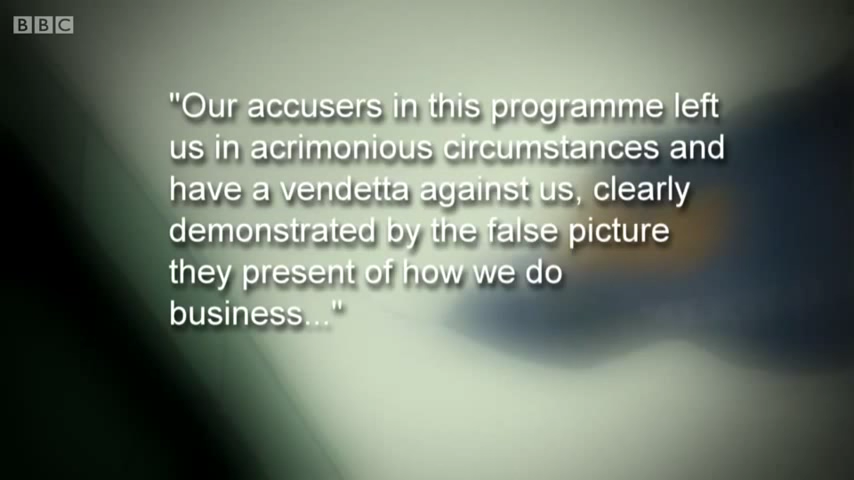 BBC
"Our accusers in this programme left
us in acrimonious circumstances and
have a vendetta against us, clearly
demonstrated by the false picture
they present of how we do
business..."